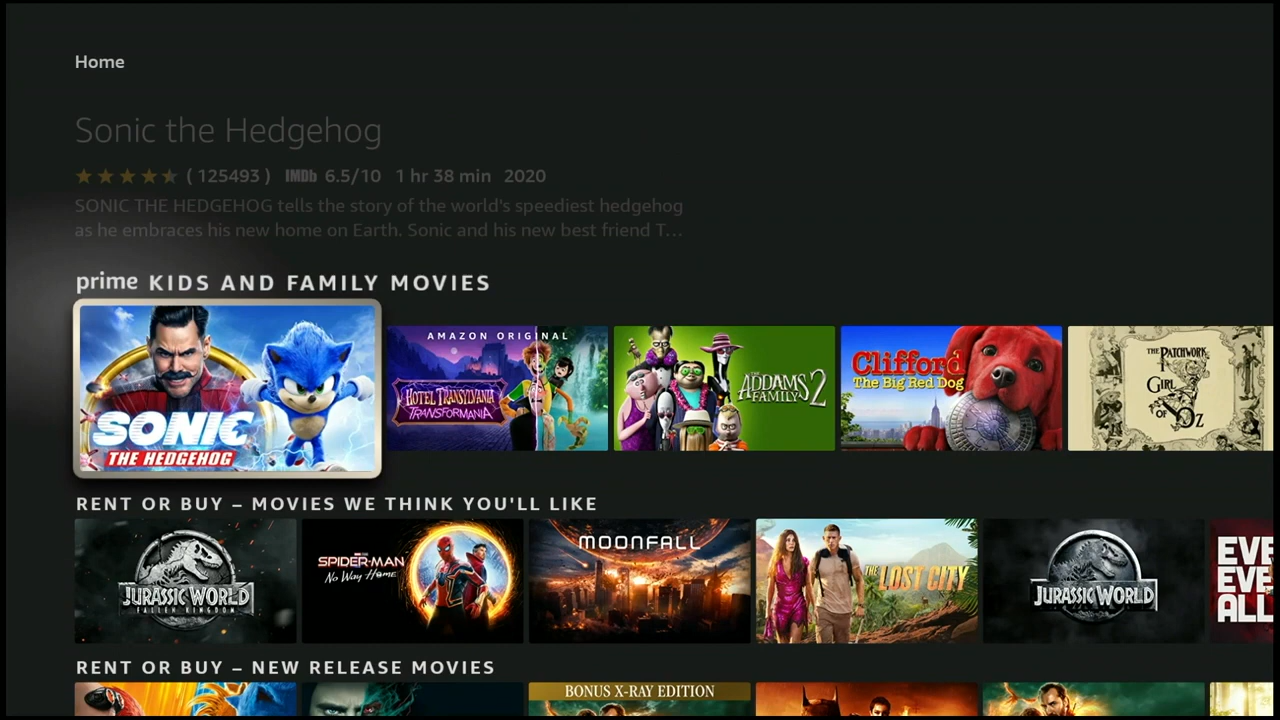 Home
Sonic the Hedgehog
( 125493 ) IMDb 6.5/10 1 hr 38 min 2020
SONIC THE HEDGEHOG tells the story of the world's speediest hedgehog
as he embraces his new home on Earth. Sonic and his new best friend T...
prime KIDS AND FAMILY MOVIES
SONIC
THE HEDGEHOG
AMAZON ORIGINAL
HOTEL TRANSYLVANIA
TRANSFORMANIA
THE ADDAMS
FAMILY 2
Clifford
The Big Red Dog
THE PATCHWORK
GIRL
OF OZ
RENT OR BUY – MOVIES WE THINK YOU'LL LIKE
JURASSIC WORLD
FALLEN KINGDOM
SPIDER-MAN
No Way Home
MOONFALL
THE LOST CITY
JURASSIC WORLD
EVE
EVE
ALL
RENT OR BUY – NEW RELEASE MOVIES
BONUS X-RAY EDITION